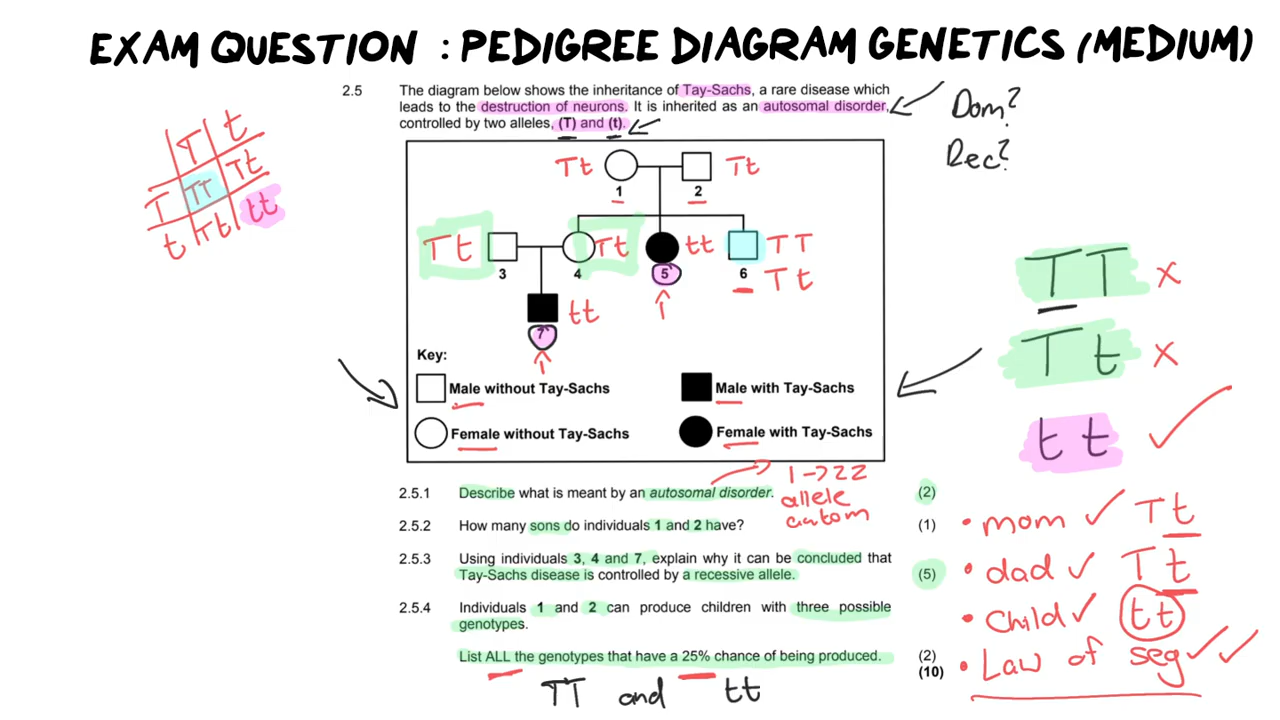 EXAM QUESTION : PEDIGREE DIAGRAM GENETICS (MEDIUM)
2.5 The diagram below shows the inheritance of Tay-Sachs, a rare disease which
leads to the destruction of neurons. It is inherited as an autosomal disorder,
controlled by two alleles, (T) and (t).
Dom?
Rec?
T t
T TT Tt
t Tt tt
Tt 1 2 Tt
Tt 3 4 Tt 5 tt 6 TT
Tt
7 tt
TT x
Tt x
tt
Key:
Male without Tay-Sachs Male with Tay-Sachs
Female without Tay-Sachs Female with Tay-Sachs
1 → 22
allele
autom
2.5.1 Describe what is meant by an autosomal disorder. (2)
2.5.2 How many sons do individuals 1 and 2 have? (1)
2.5.3 Using individuals 3, 4 and 7, explain why it can be concluded that
Tay-Sachs disease is controlled by a recessive allele. (5)
2.5.4 Individuals 1 and 2 can produce children with three possible
genotypes.
List ALL the genotypes that have a 25% chance of being produced. (2)
(10)
• mom ✓ Tt
• dad ✓ Tt
• Child ✓ tt
• Law of seg ✓✓
TT and tt